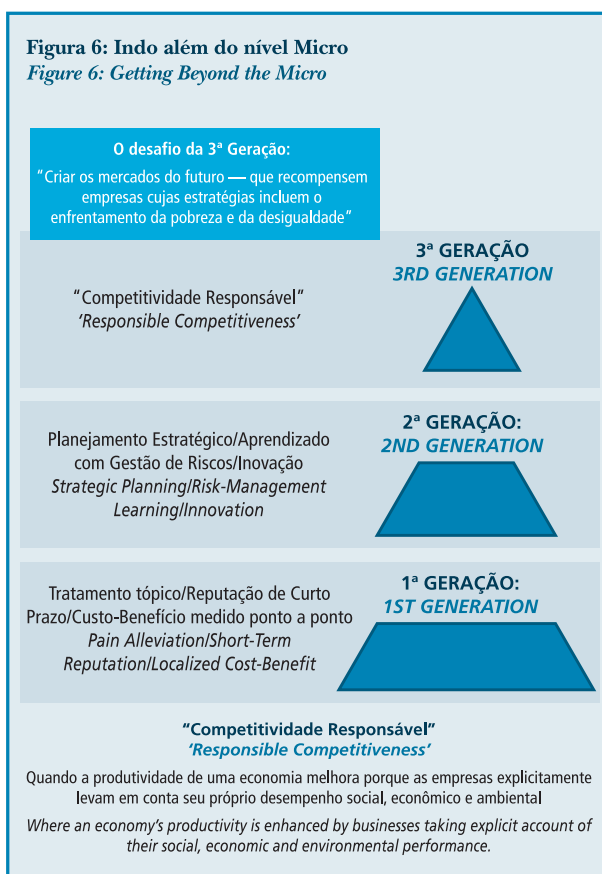 Figura 6: Indo além do nível Micro
Figure 6: Getting Beyond the Micro
O desafio da 3ª Geração:
“Criar os mercados do futuro — que recompensem
empresas cujas estratégias incluem o
enfrentamento da pobreza e da desigualdade”
3ª GERAÇÃO
3RD GENERATION
“Competitividade Responsável”
‘Responsible Competitiveness’
2ª GERAÇÃO:
2ND GENERATION
Planejamento Estratégico/Aprendizado
com Gestão de Riscos/Inovação
Strategic Planning/Risk-Management
Learning/Innovation
1ª GERAÇÃO:
1ST GENERATION
Tratamento tópico/Reputação de Curto
Prazo/Custo-Benefício medido ponto a ponto
Pain Alleviation/Short-Term
Reputation/Localized Cost-Benefit
“Competitividade Responsável”
‘Responsible Competitiveness’
Quando a produtividade de uma economia melhora porque as empresas explicitamente
levam em conta seu próprio desempenho social, econômico e ambiental
Where an economy’s productivity is enhanced by businesses taking explicit account of
their social, economic and environmental performance.